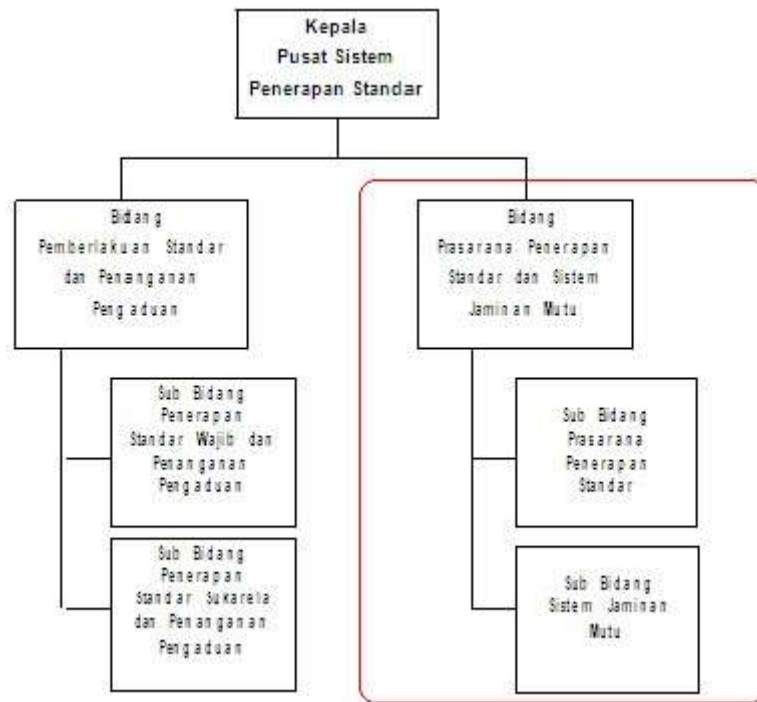 Kepala
Pusat Sistem
Penerapan Standar
Bidang
Pemberlakuan Standar
dan Penanganan
Pengaduan
Bidang
Prasarana Penerapan
Standar dan Sistem
Jaminan Mutu
Sub Bidang
Penerapan
Standar Wajib dan
Penanganan
Pengaduan
Sub Bidang
Prasarana
Penerapan
Standar
Sub Bidang
Penerapan
Standar Sukarela
dan Penanganan
Pengaduan
Sub Bidang
Sistem Jaminan
Mutu